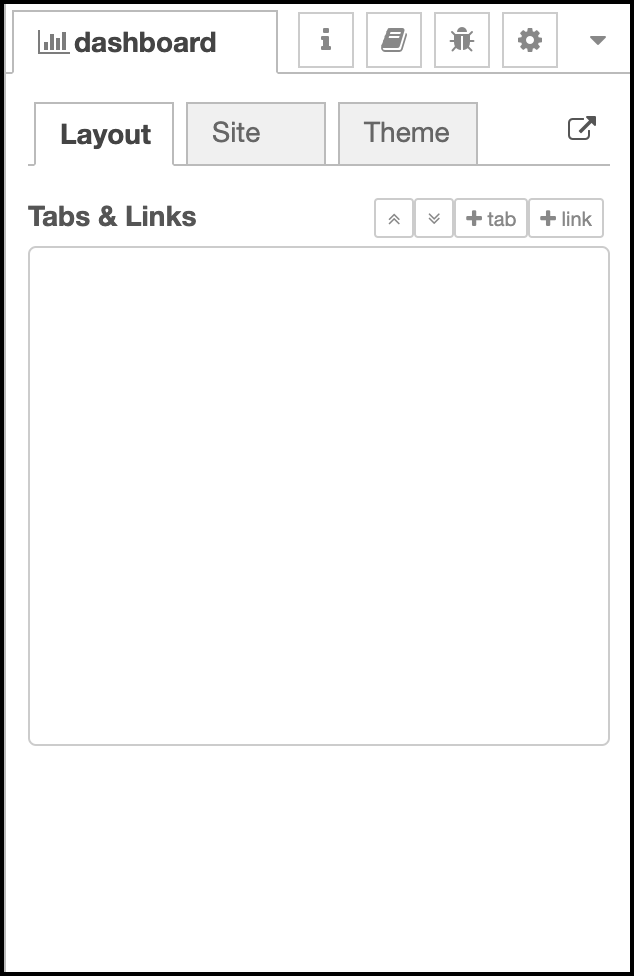 dashboard
Layout Site Theme
Tabs & Links + tab + link